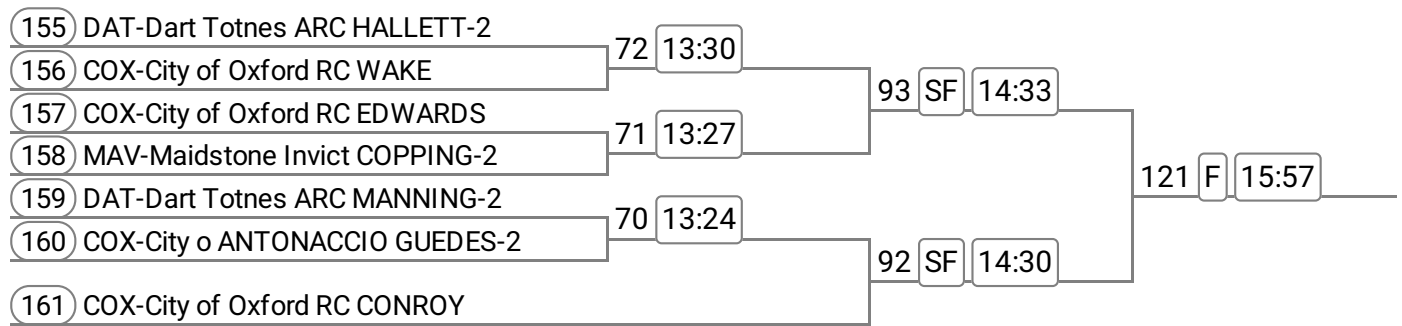 155 DAT-Dart Totnes ARC HALLETT-2
72 13:30
156 COX-City of Oxford RC WAKE
93 SF 14:33
157 COX-City of Oxford RC EDWARDS
71 13:27
158 MAV-Maidstone Invict COPPING-2
121 F 15:57
159 DAT-Dart Totnes ARC MANNING-2
70 13:24
160 COX-City o ANTONACCIO GUEDES-2
92 SF 14:30
161 COX-City of Oxford RC CONROY